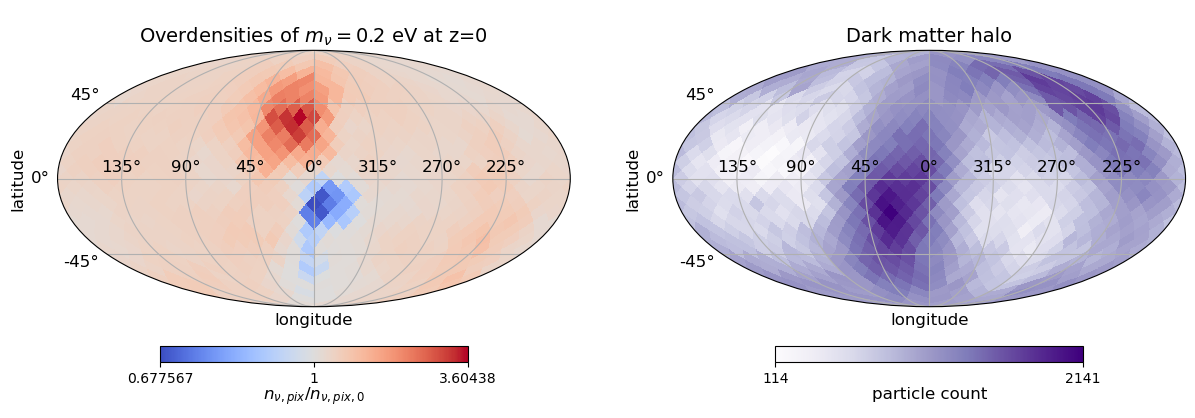 Overdensities of $m_\nu = 0.2$ eV at z=0
45°
135° 90° 45° 0° 315° 270° 225°
0°
-45°
latitude
longitude
0.677567 1 3.60438
$n_{\nu,pix}/n_{\nu,pix,0}$
Dark matter halo
45°
135° 90° 45° 0° 315° 270° 225°
0°
-45°
latitude
longitude
114 2141
particle count